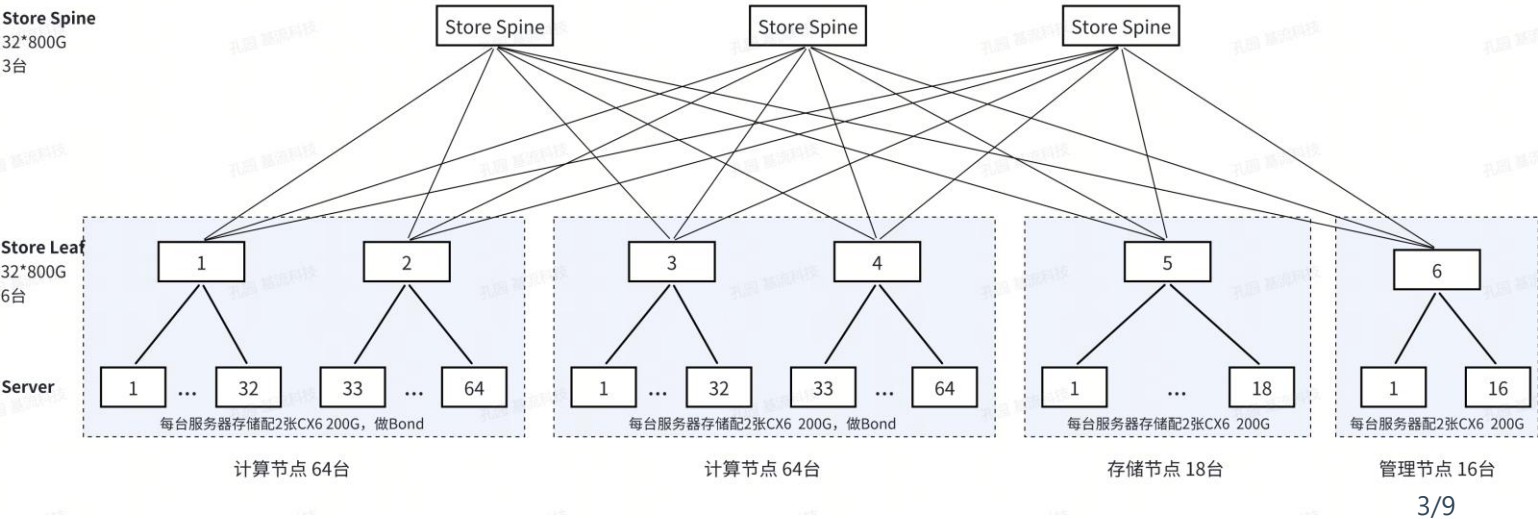 Store Spine
32*800G
3台
Store Spine
Store Spine
Store Spine
Store Leaf
32*800G
6台
1
2
3
4
5
6
Server
1 ... 32
33 ... 64
1 ... 32
33 ... 64
1 ... 18
1 16
每台服务器存储配2张CX6 200G，做Bond
每台服务器存储配2张CX6 200G，做Bond
每台服务器存储配2张CX6 200G
每台服务器配2张CX6 200G
计算节点 64台
计算节点 64台
存储节点 18台
管理节点 16台
3/9